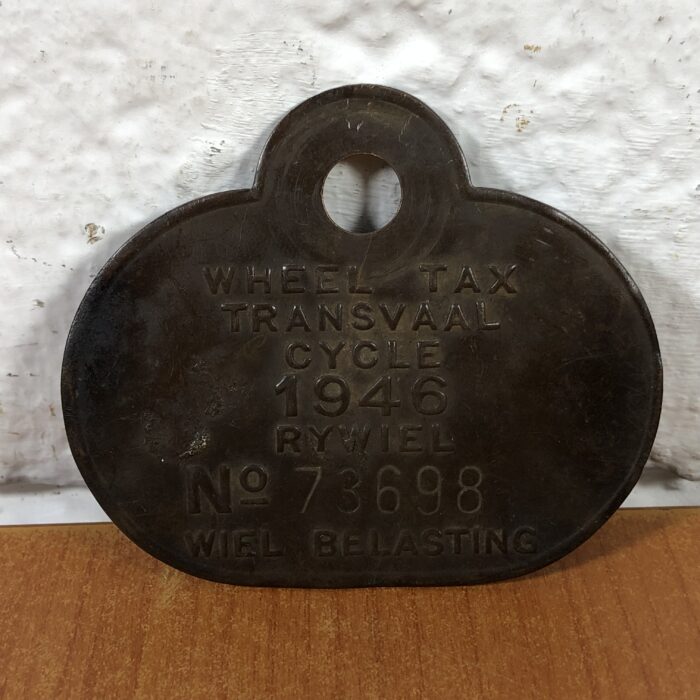 WHEEL TAX
TRANSVAAL
CYCLE
1946
RYWIEL
No 73698
WIEL BELASTING